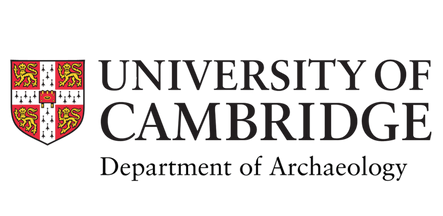 UNIVERSITY OF
CAMBRIDGE
Department of Archaeology